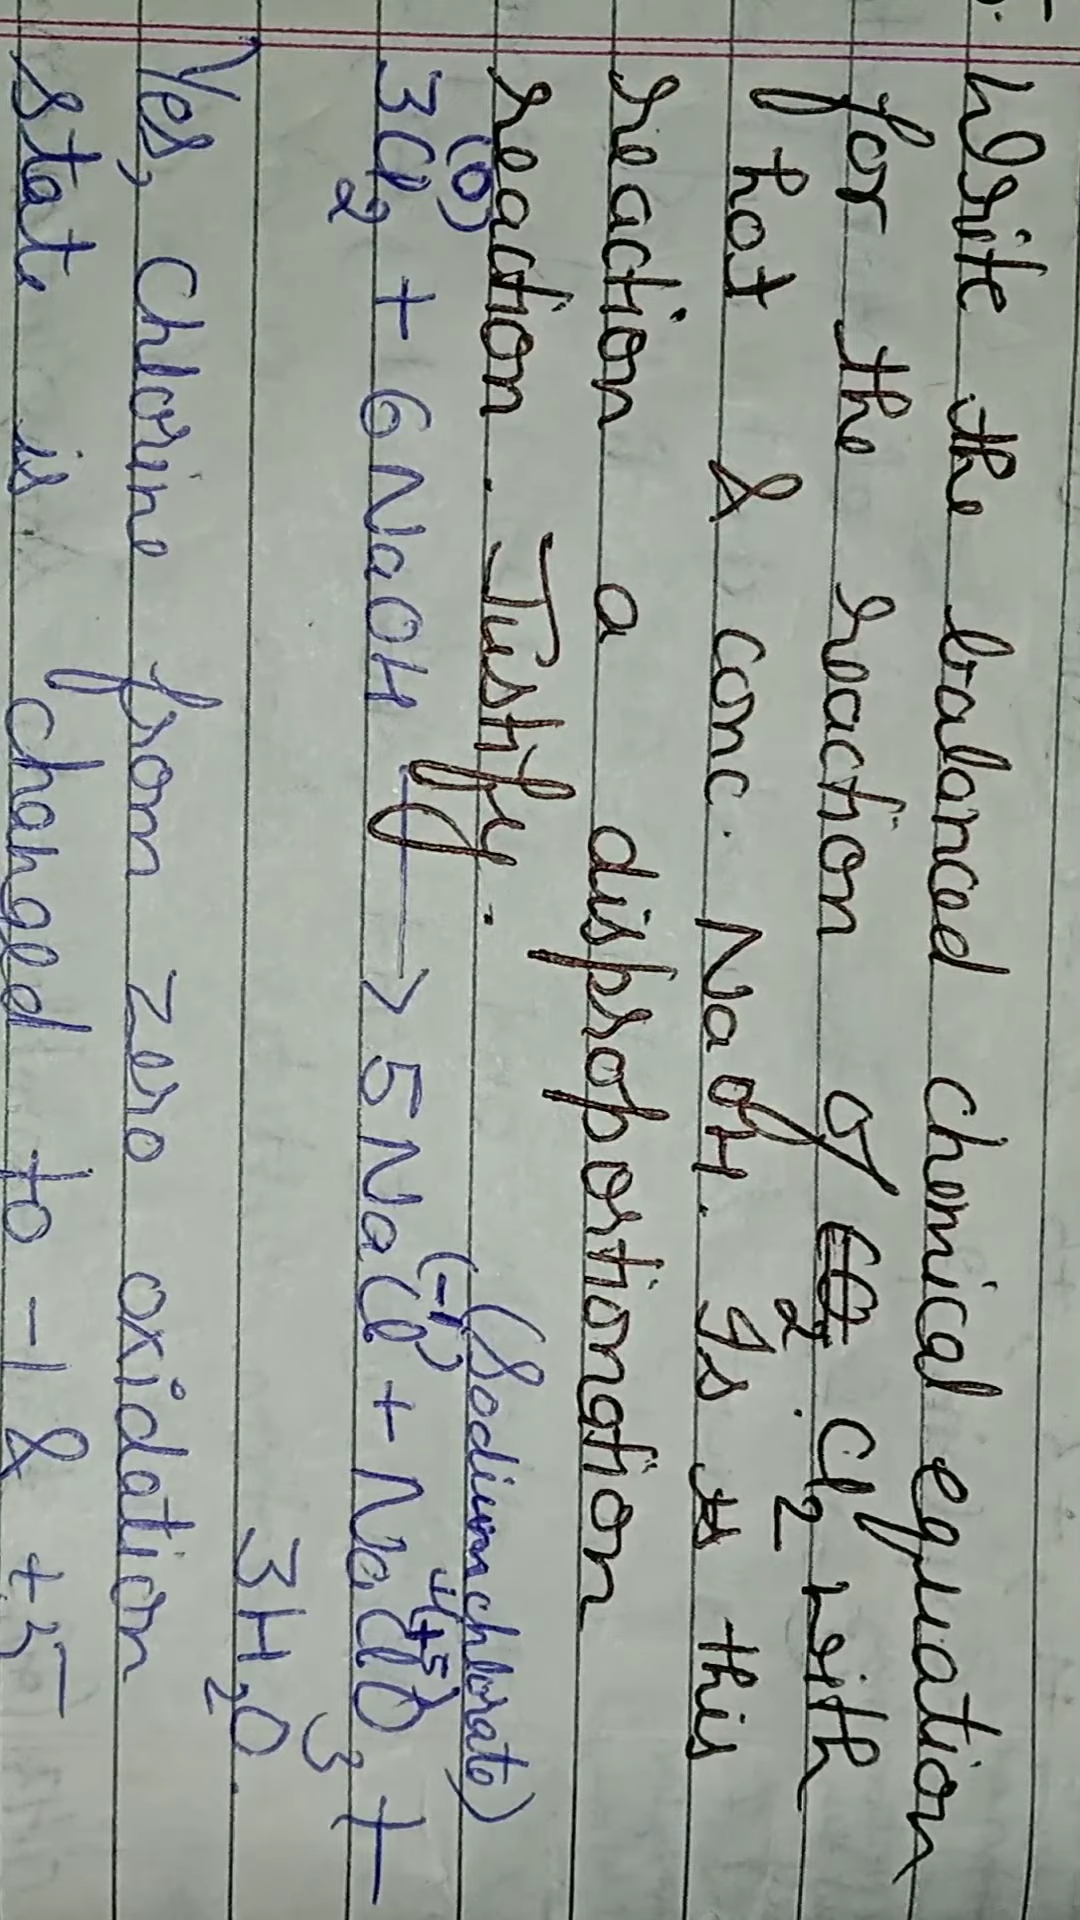 Write the balanced chemical equation
for the reaction of Cl2 with
hot & conc. NaOH. Is this
reaction a disproportionation
reaction. Justify.
(0) (-1) (Sodium chlorate) (+5)
3Cl2 + 6NaOH → 5NaCl + NaClO3 +
3H2O.
Yes, chlorine from zero oxidation
state is changed to -1 & +5